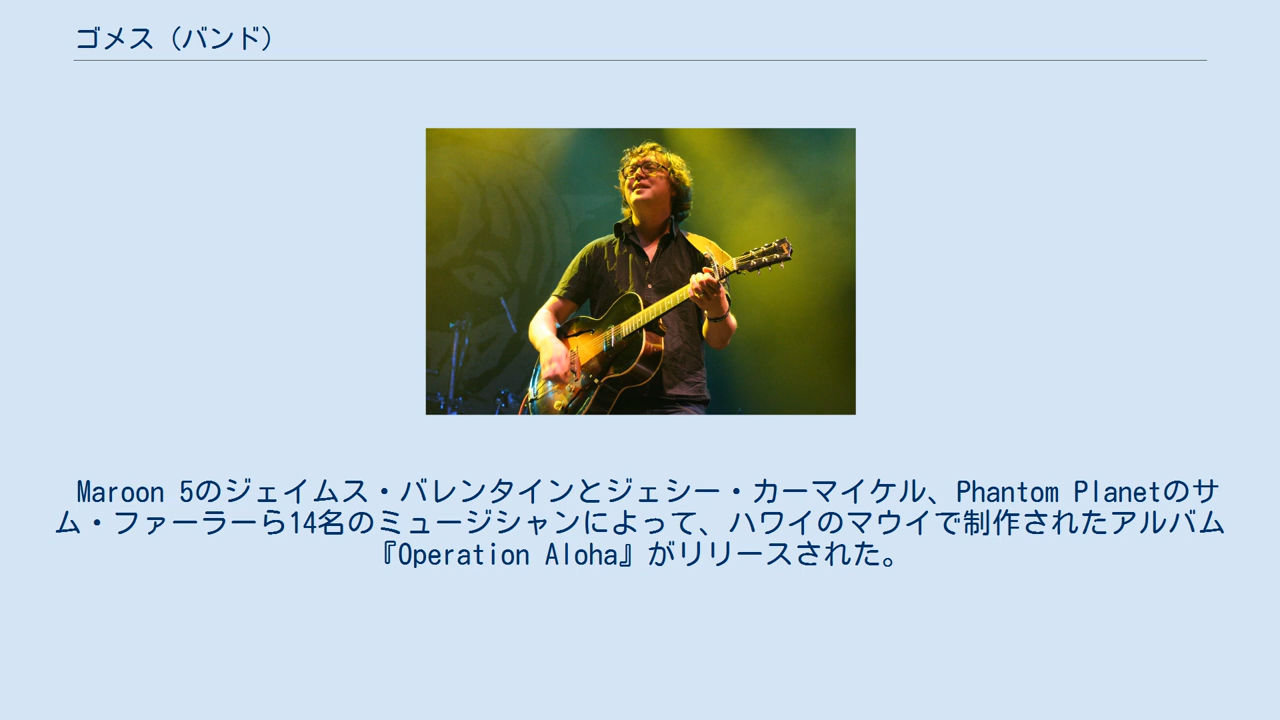 ゴメス（バンド）
Maroon 5のジェイムス・バレンタインとジェシー・カーマイケル、Phantom Planetのサ
ム・ファーラーら14名のミュージシャンによって、ハワイのマウイで制作されたアルバム
『Operation Aloha』がリリースされた。